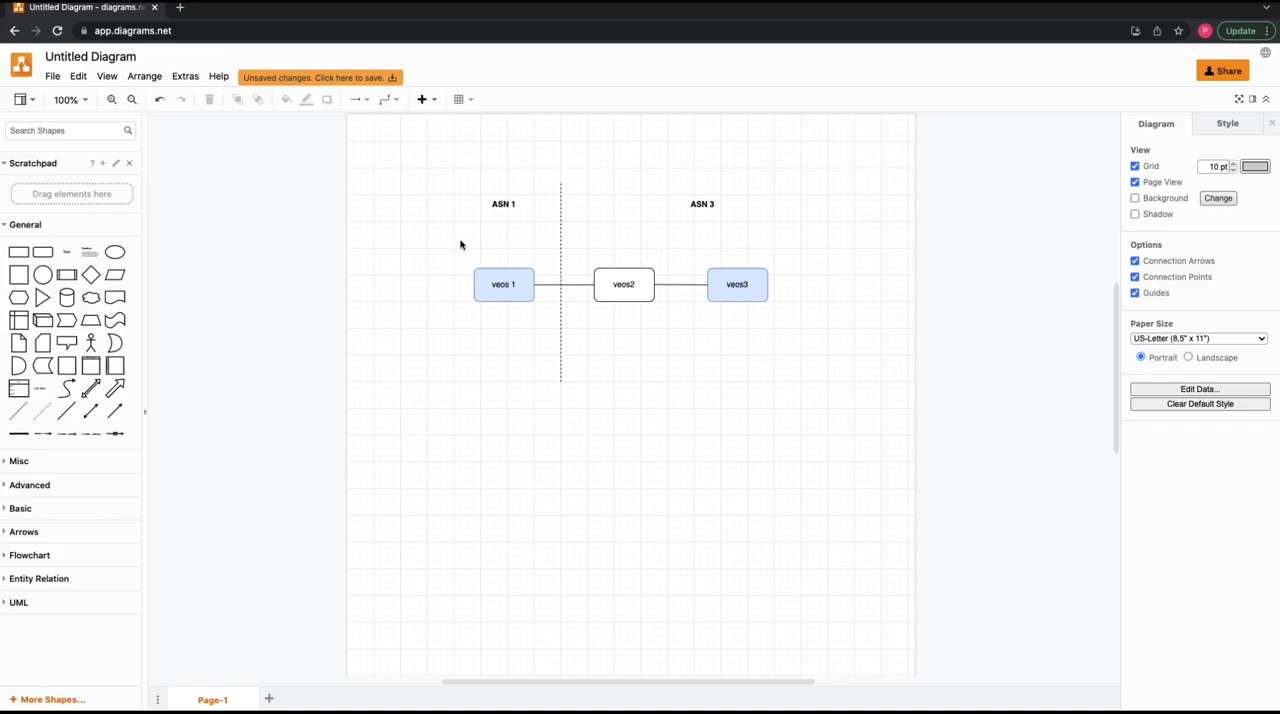 Untitled Diagram - diagrams.ne
app.diagrams.net
P
Update
Untitled Diagram
File Edit View Arrange Extras Help
Unsaved changes. Click here to save.
Share
100%
Search Shapes
Scratchpad
?
Drag elements here
General
Text
Heading
List Item
Misc
Advanced
Basic
Arrows
Flowchart
Entity Relation
UML
More Shapes...
ASN 1
ASN 3
veos 1
veos2
veos3
Page-1
Diagram
Style
View
Grid
10 pt
Page View
Background
Change
Shadow
Options
Connection Arrows
Connection Points
Guides
Paper Size
US-Letter (8,5" x 11")
Portrait
Landscape
Edit Data...
Clear Default Style